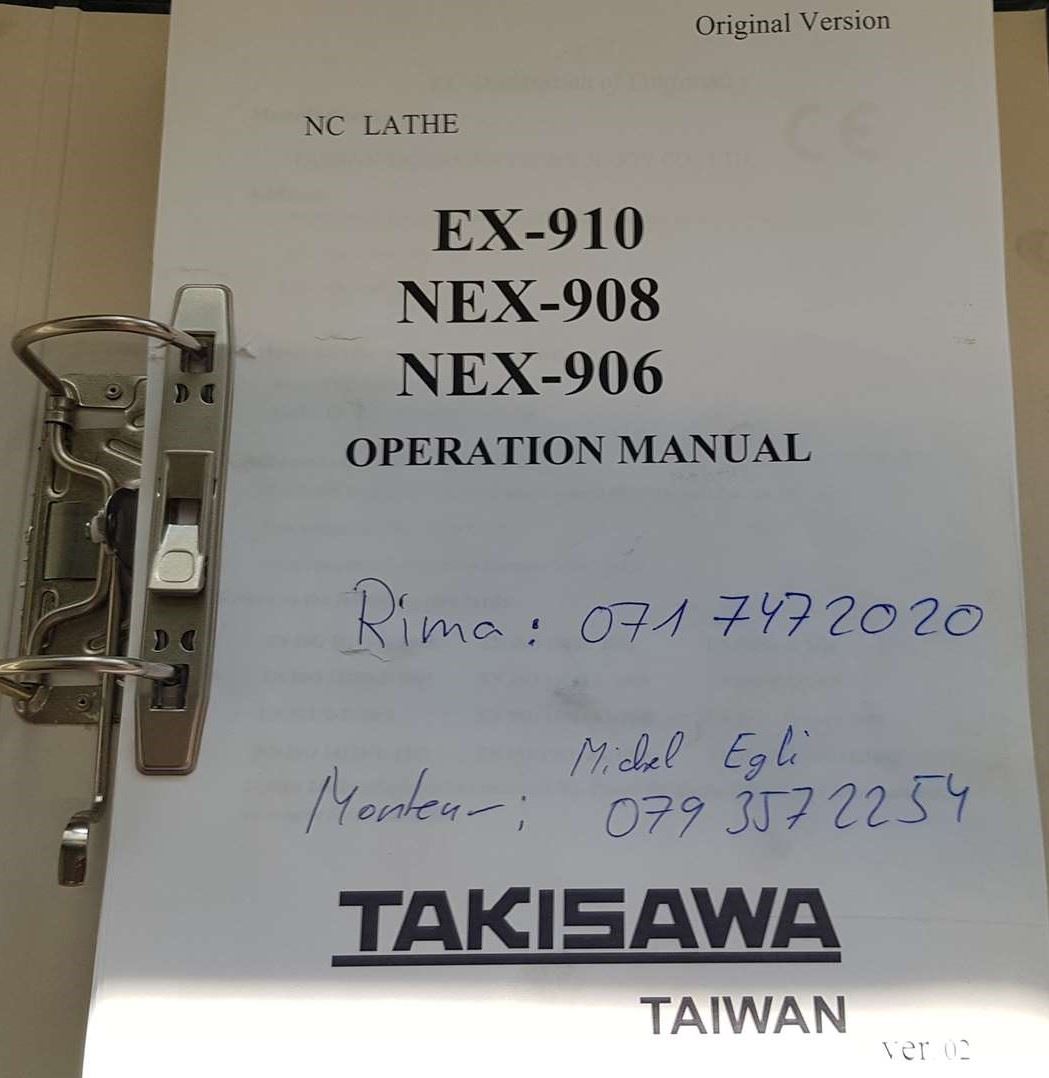 Original Version
NC LATHE
EX-910
NEX-908
NEX-906
OPERATION MANUAL
Rima: 071 7472020
Michel Egli
Monteur: 079 3572254
TAKISAWA
TAIWAN
ver. 02